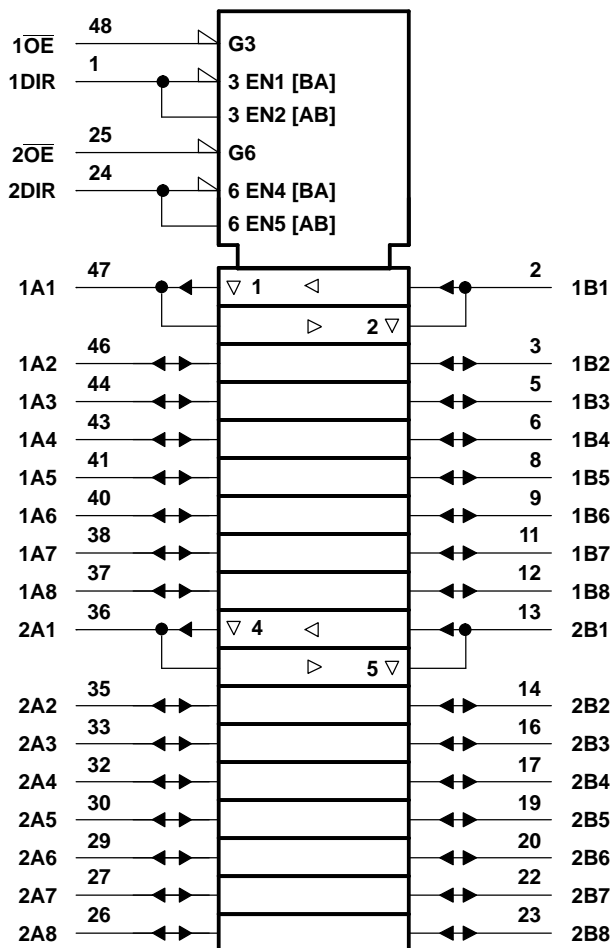 48
1O̅E̅ G3
1
1DIR 3 EN1 [BA]
3 EN2 [AB]
25
2O̅E̅ G6
24
2DIR 6 EN4 [BA]
6 EN5 [AB]
47 2
1A1 ▽ 1 ◁ 1B1
▷ 2 ▽
46 3
1A2 1B2
44 5
1A3 1B3
43 6
1A4 1B4
41 8
1A5 1B5
40 9
1A6 1B6
38 11
1A7 1B7
37 12
1A8 1B8
36 13
2A1 ▽ 4 ◁ 2B1
▷ 5 ▽
35 14
2A2 2B2
33 16
2A3 2B3
32 17
2A4 2B4
30 19
2A5 2B5
29 20
2A6 2B6
27 22
2A7 2B7
26 23
2A8 2B8